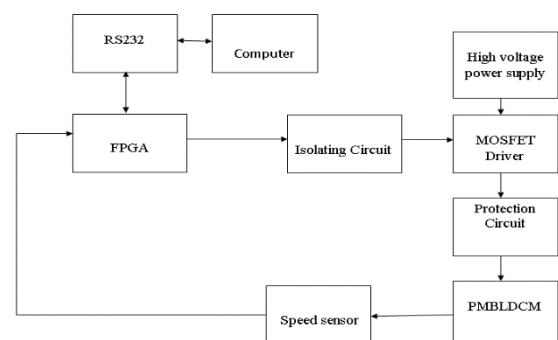 RS232
Computer
High voltage
power supply
FPGA
Isolating Circuit
MOSFET
Driver
Protection
Circuit
Speed sensor
PMBLDCM